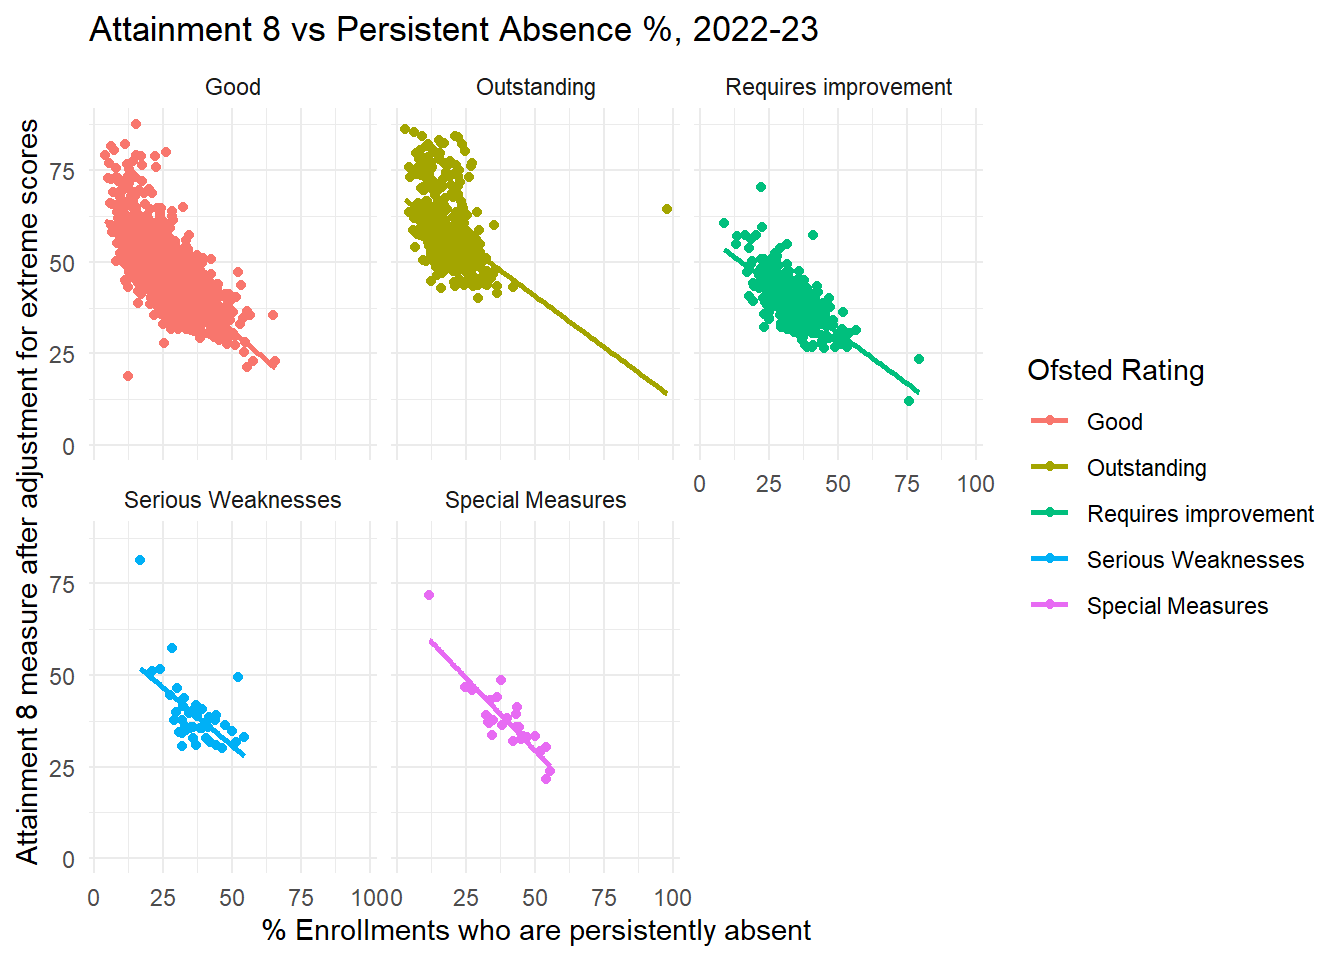 Attainment 8 vs Persistent Absence %, 2022-23
Good
Outstanding
Requires improvement
75
50
25
0
0 25 50 75 100
Serious Weaknesses
Special Measures
75
50
25
0
0 25 50 75 100
0 25 50 75 100
% Enrollments who are persistently absent
Attainment 8 measure after adjustment for extreme scores
Ofsted Rating
Good
Outstanding
Requires improvement
Serious Weaknesses
Special Measures